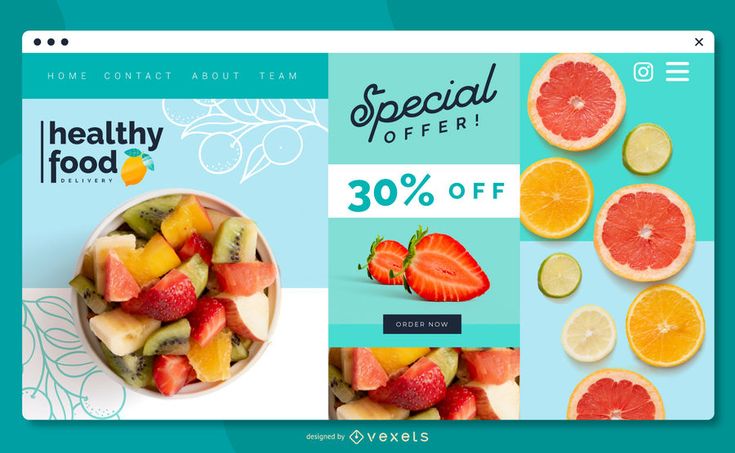 HOME CONTACT ABOUT TEAM
healthy
food
DELIVERY
Special
OFFER!
30% OFF
ORDER NOW
designed by vexels